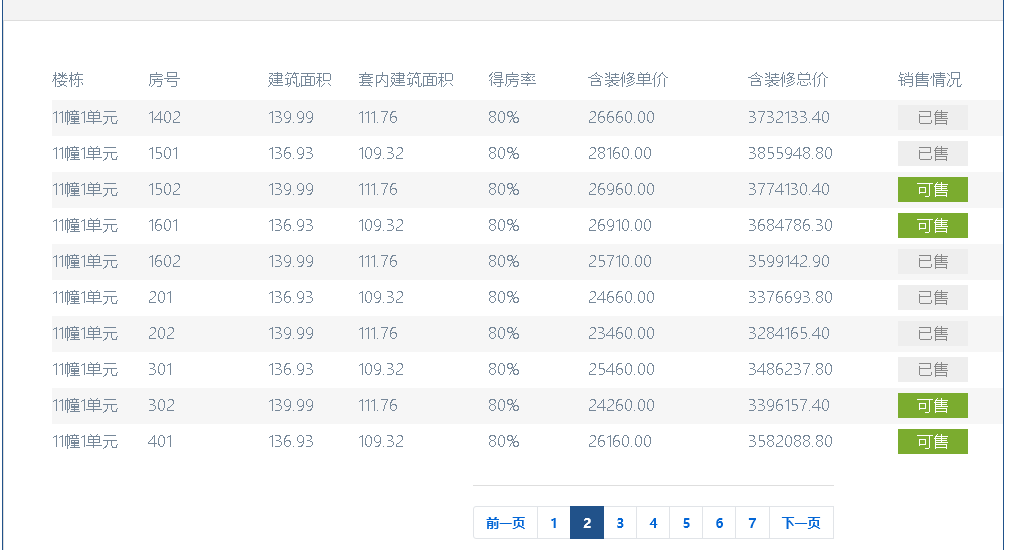 楼栋 房号 建筑面积 套内建筑面积 得房率 含装修单价 含装修总价 销售情况
11幢1单元 1402 139.99 111.76 80% 26660.00 3732133.40 已售
11幢1单元 1501 136.93 109.32 80% 28160.00 3855948.80 已售
11幢1单元 1502 139.99 111.76 80% 26960.00 3774130.40 可售
11幢1单元 1601 136.93 109.32 80% 26910.00 3684786.30 可售
11幢1单元 1602 139.99 111.76 80% 25710.00 3599142.90 已售
11幢1单元 201 136.93 109.32 80% 24660.00 3376693.80 已售
11幢1单元 202 139.99 111.76 80% 23460.00 3284165.40 已售
11幢1单元 301 136.93 109.32 80% 25460.00 3486237.80 已售
11幢1单元 302 139.99 111.76 80% 24260.00 3396157.40 可售
11幢1单元 401 136.93 109.32 80% 26160.00 3582088.80 可售
前一页 1 2 3 4 5 6 7 下一页